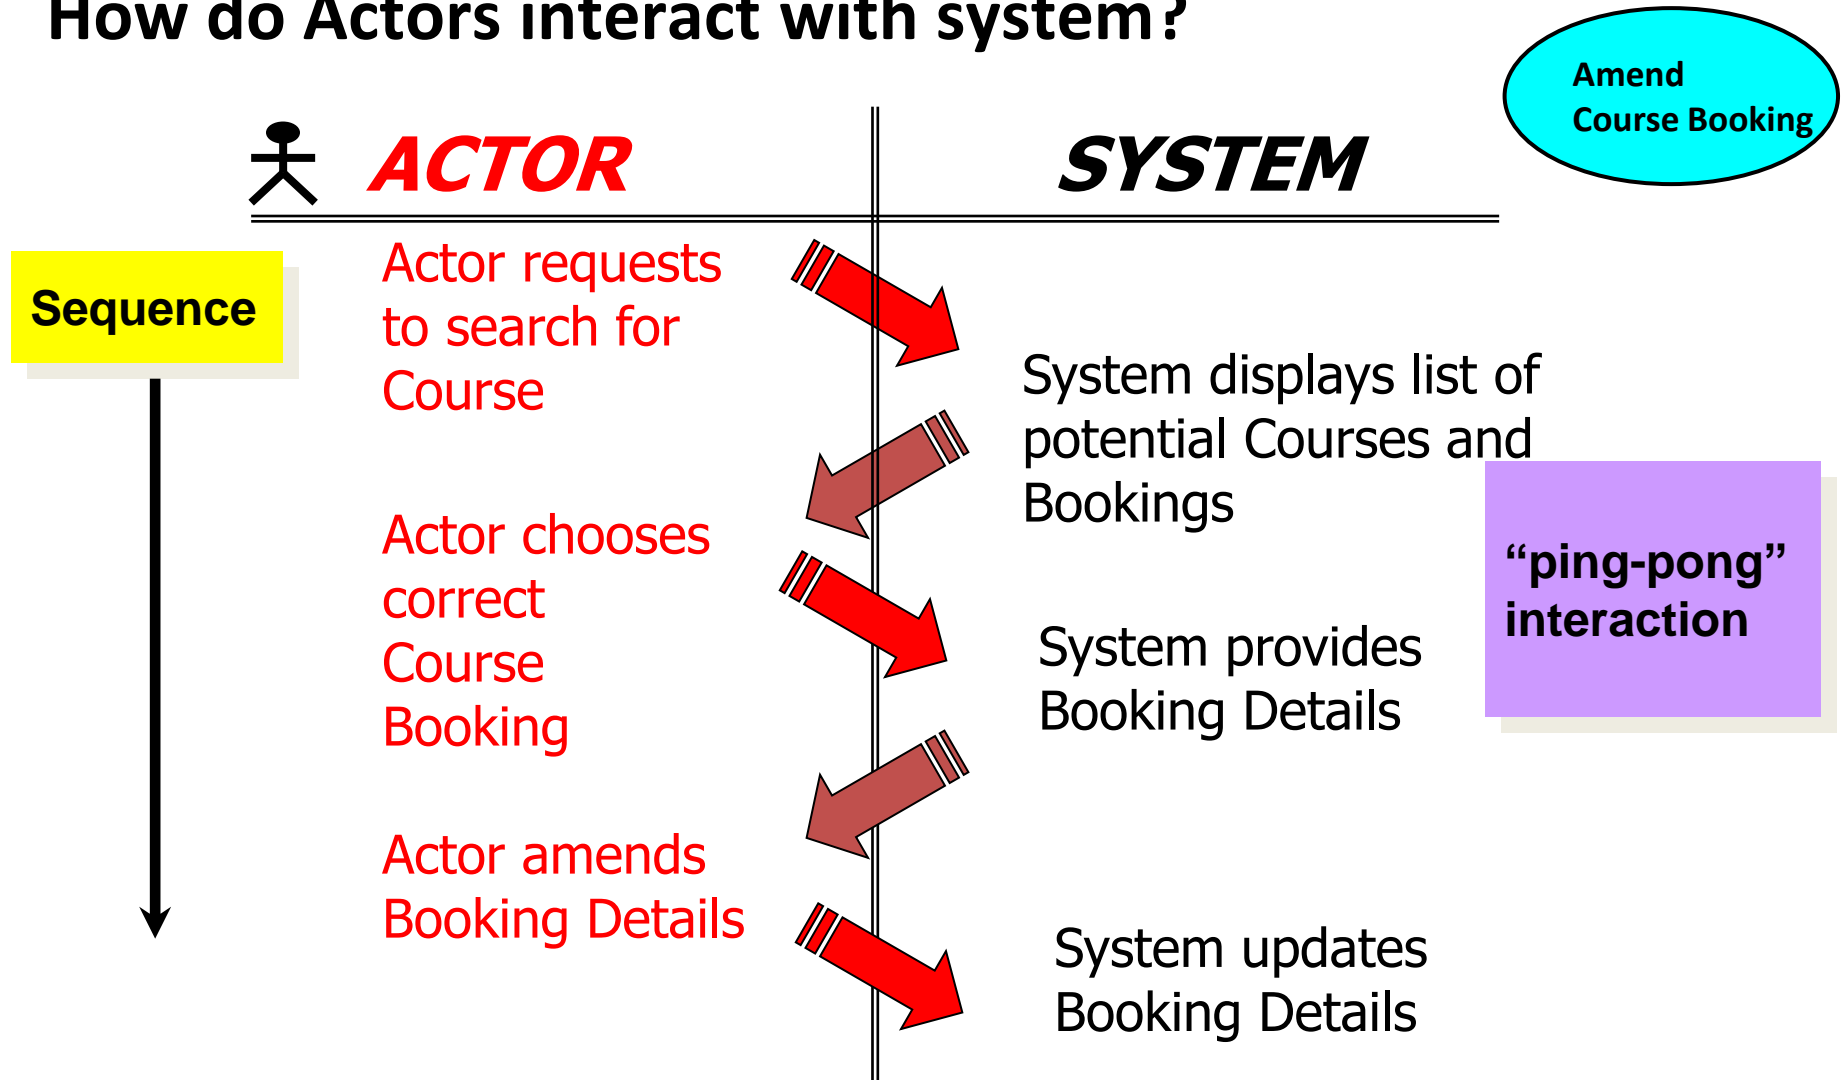 How do Actors interact with system?
Amend
Course Booking
ACTOR
SYSTEM
Sequence
Actor requests
to search for
Course
System displays list of
potential Courses and
Bookings
Actor chooses
correct
Course
Booking
“ping-pong”
interaction
System provides
Booking Details
Actor amends
Booking Details
System updates
Booking Details